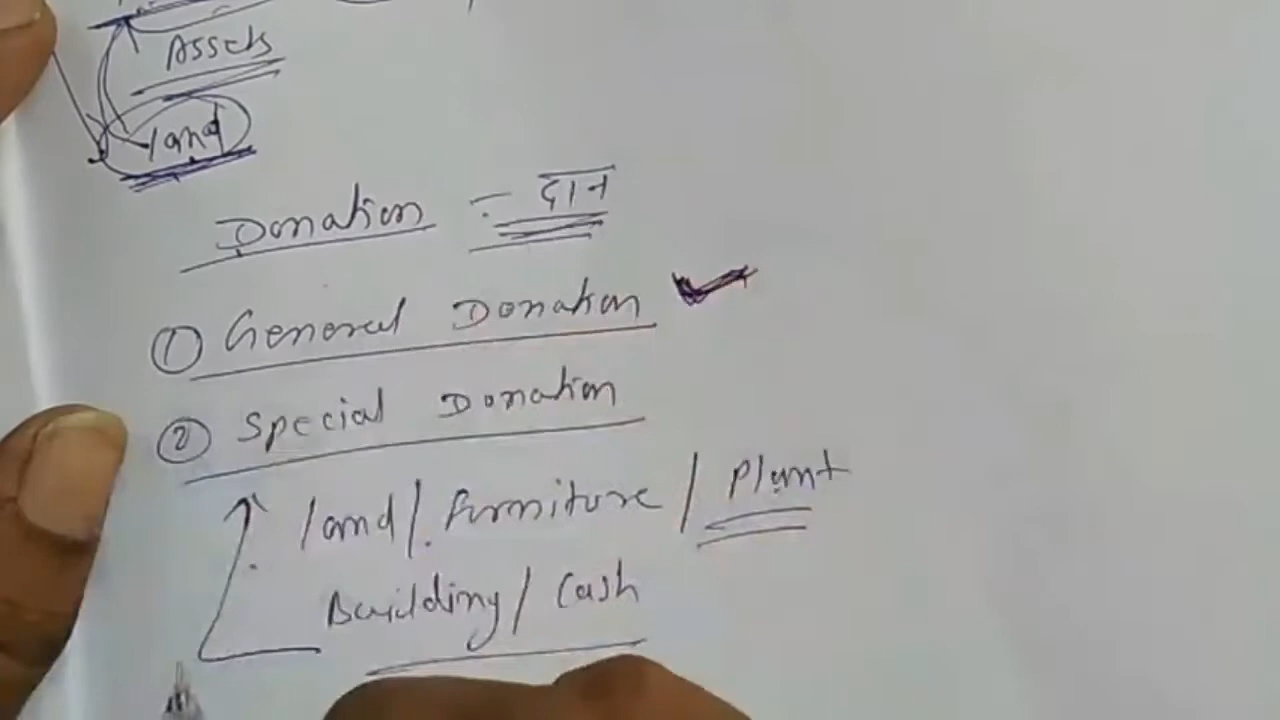 Assets
land
Donation :- दान
① General Donation ✓
② Special Donation
land/ Furniture / Plant
Building / Cash